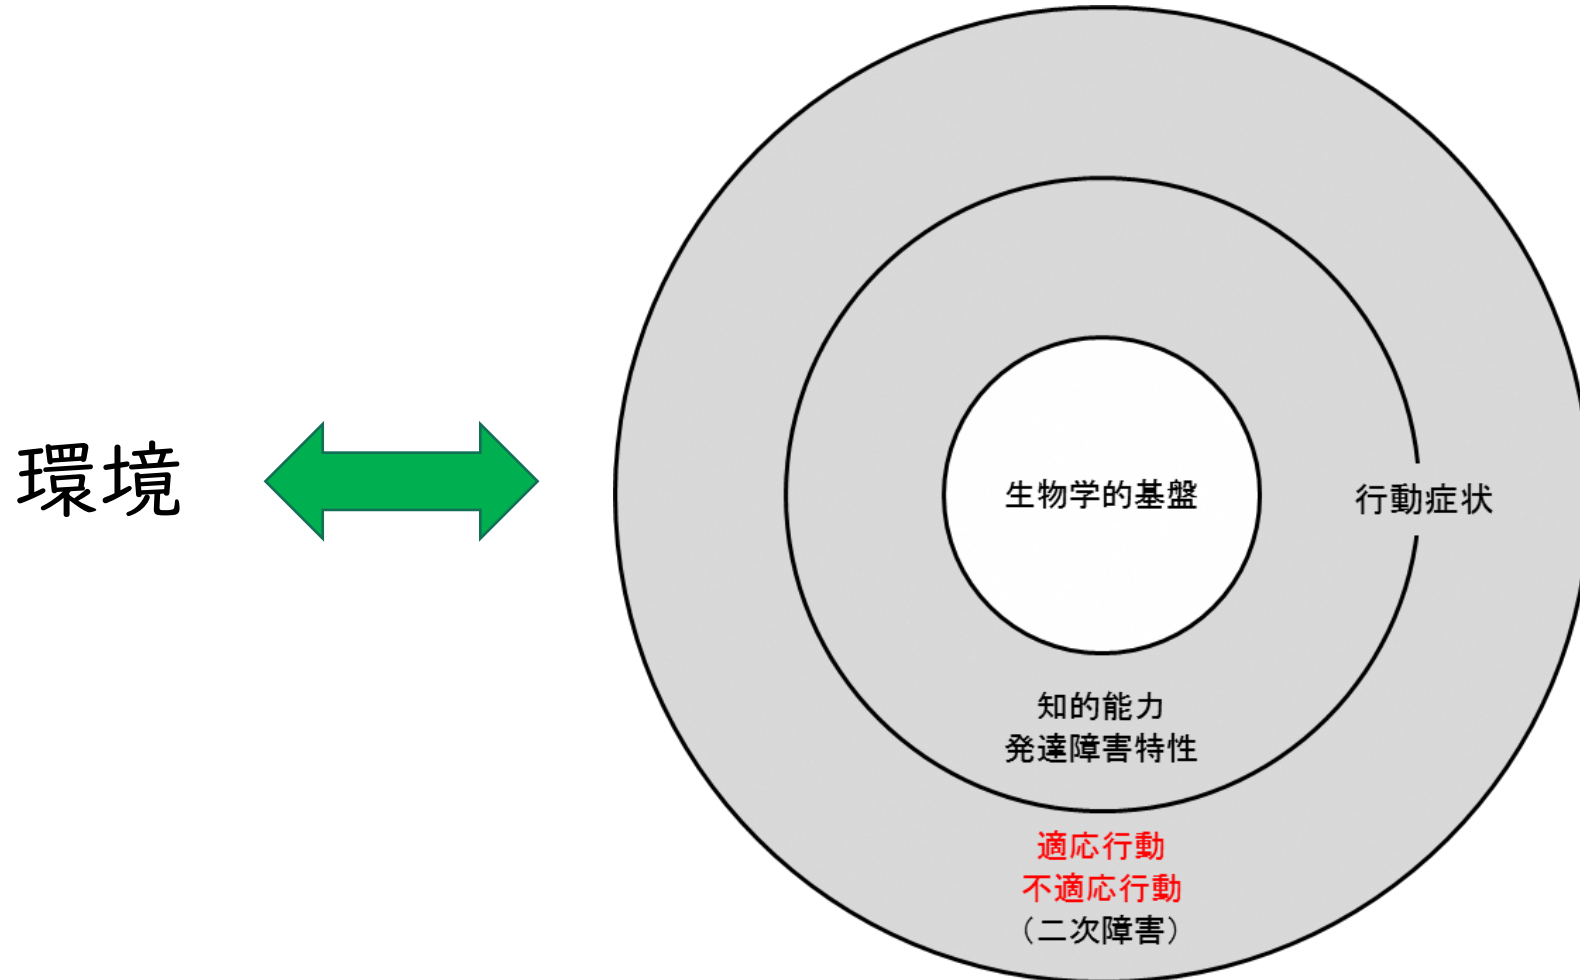 環境
生物学的基盤
行動症状
知的能力
発達障害特性
適応行動
不適応行動
（二次障害）